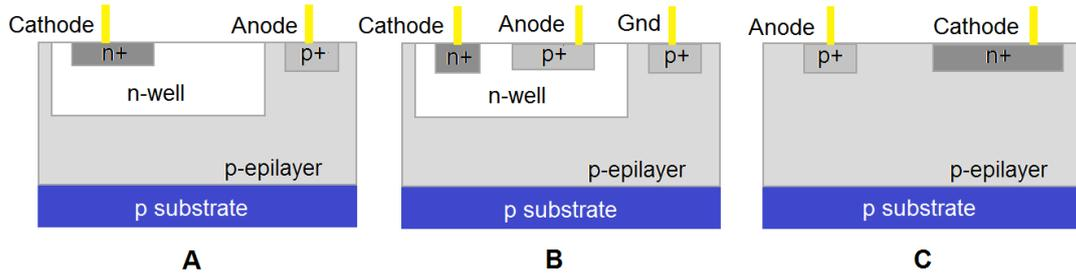 Cathode Anode
n+ p+
n-well
p-epilayer
p substrate
A
Cathode Anode Gnd
n+ p+ p+
n-well
p-epilayer
p substrate
B
Anode Cathode
p+ n+
p-epilayer
p substrate
C